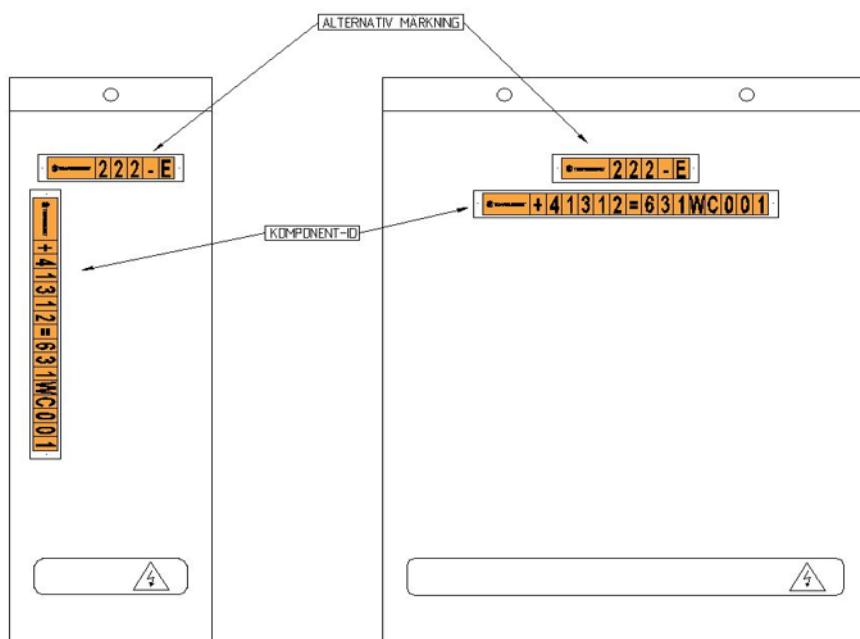 ALTERNATIV MÄRKNING
222-E
222-E
+41312=631WC001
KOMPONENT-ID
+41312=631WC001